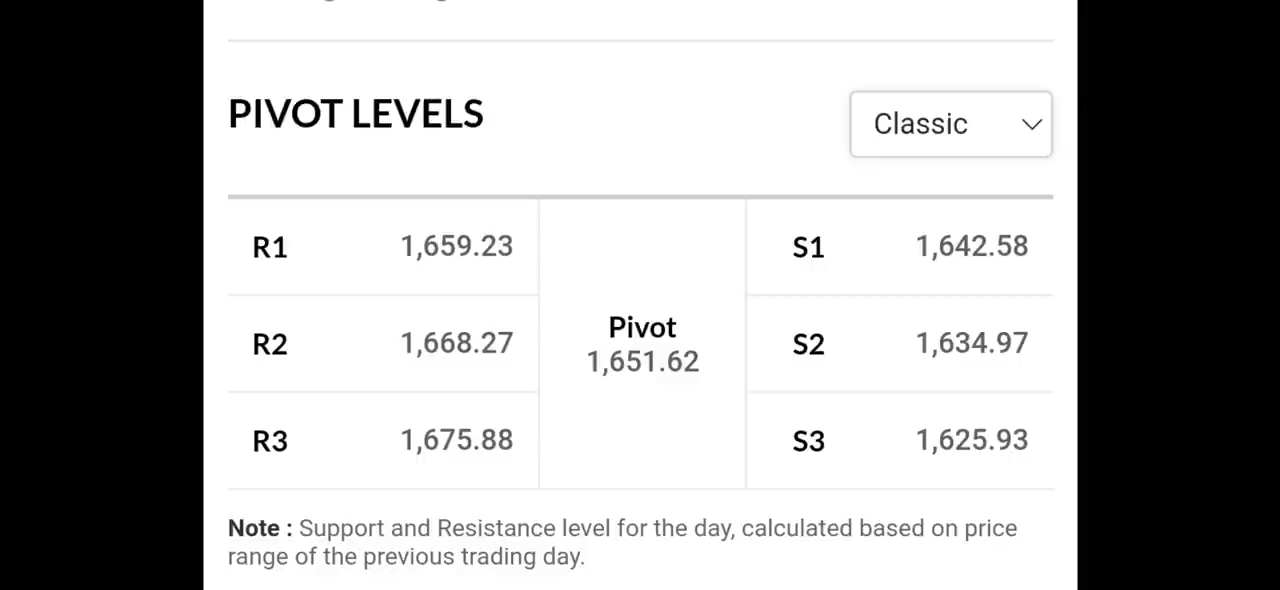 PIVOT LEVELS
Classic
R1 1,659.23
R2 1,668.27
R3 1,675.88
Pivot
1,651.62
S1 1,642.58
S2 1,634.97
S3 1,625.93
Note : Support and Resistance level for the day, calculated based on price
range of the previous trading day.